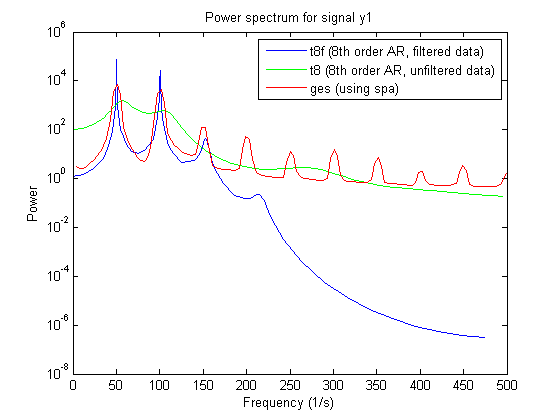 Power spectrum for signal y1
t8f (8th order AR, filtered data)
t8 (8th order AR, unfiltered data)
ges (using spa)
Power
10^6
10^4
10^2
10^0
10^-2
10^-4
10^-6
10^-8
0 50 100 150 200 250 300 350 400 450 500
Frequency (1/s)